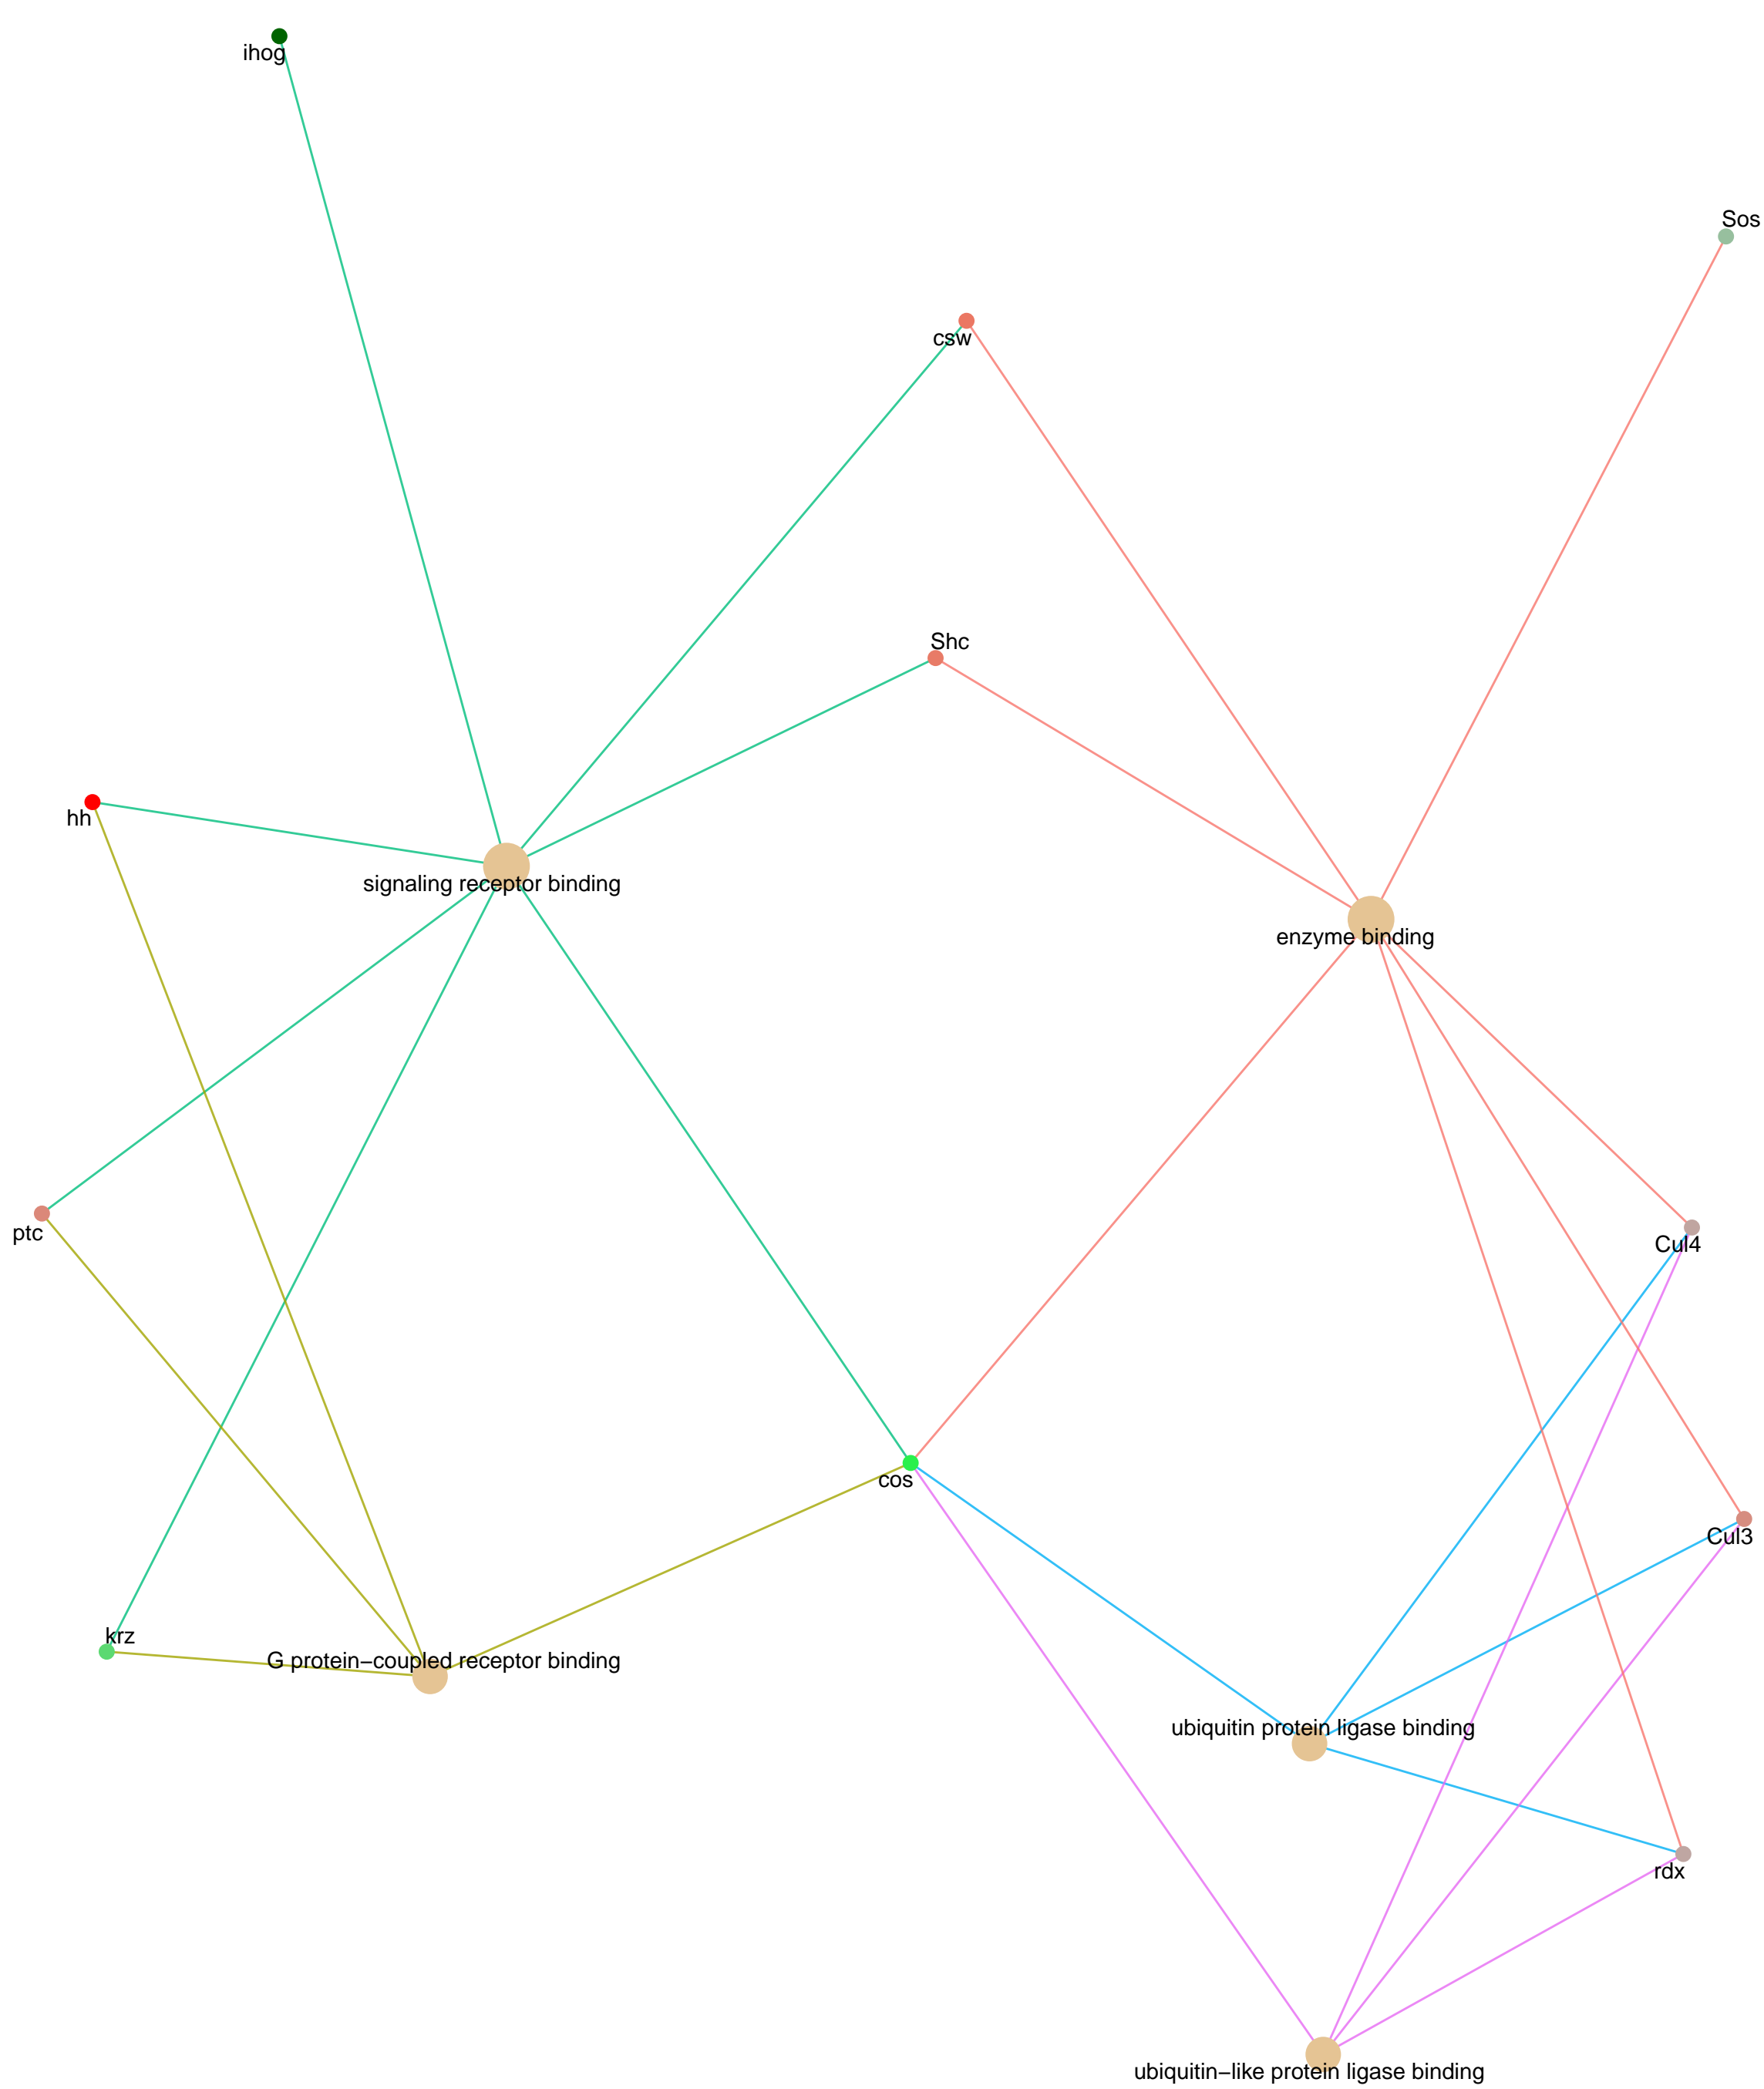 ihog
Sos
csw
Shc
hh
signaling receptor binding
enzyme binding
ptc
Cul4
cos
Cul3
krz
G protein−coupled receptor binding
ubiquitin protein ligase binding
rdx
ubiquitin−like protein ligase binding